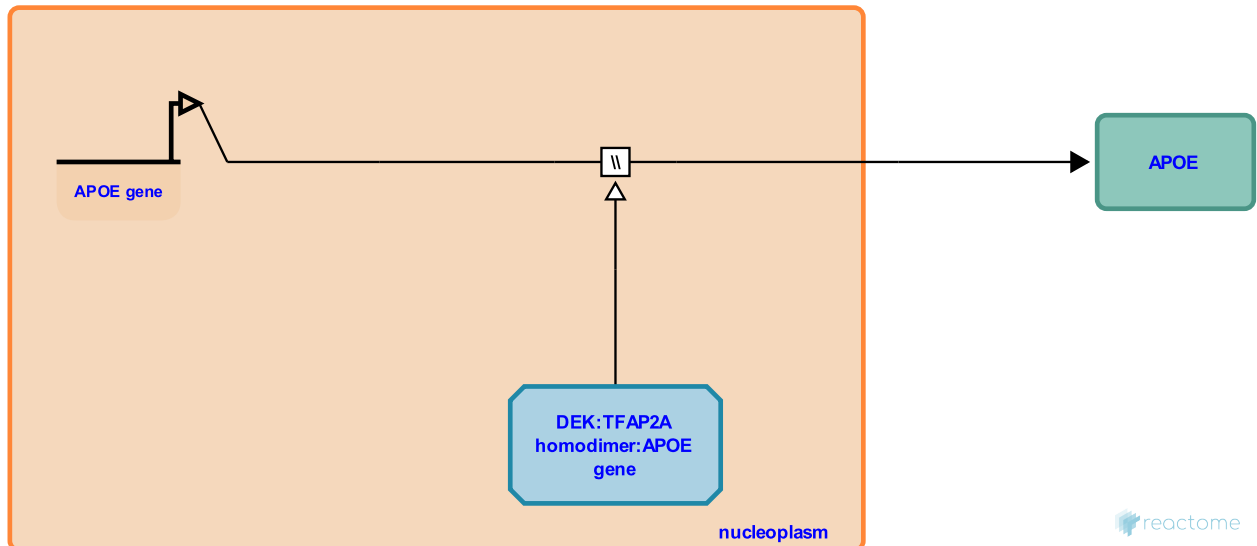 APOE gene
\\
APOE
DEK:TFAP2A
homodimer:APOE
gene
nucleoplasm
reactome